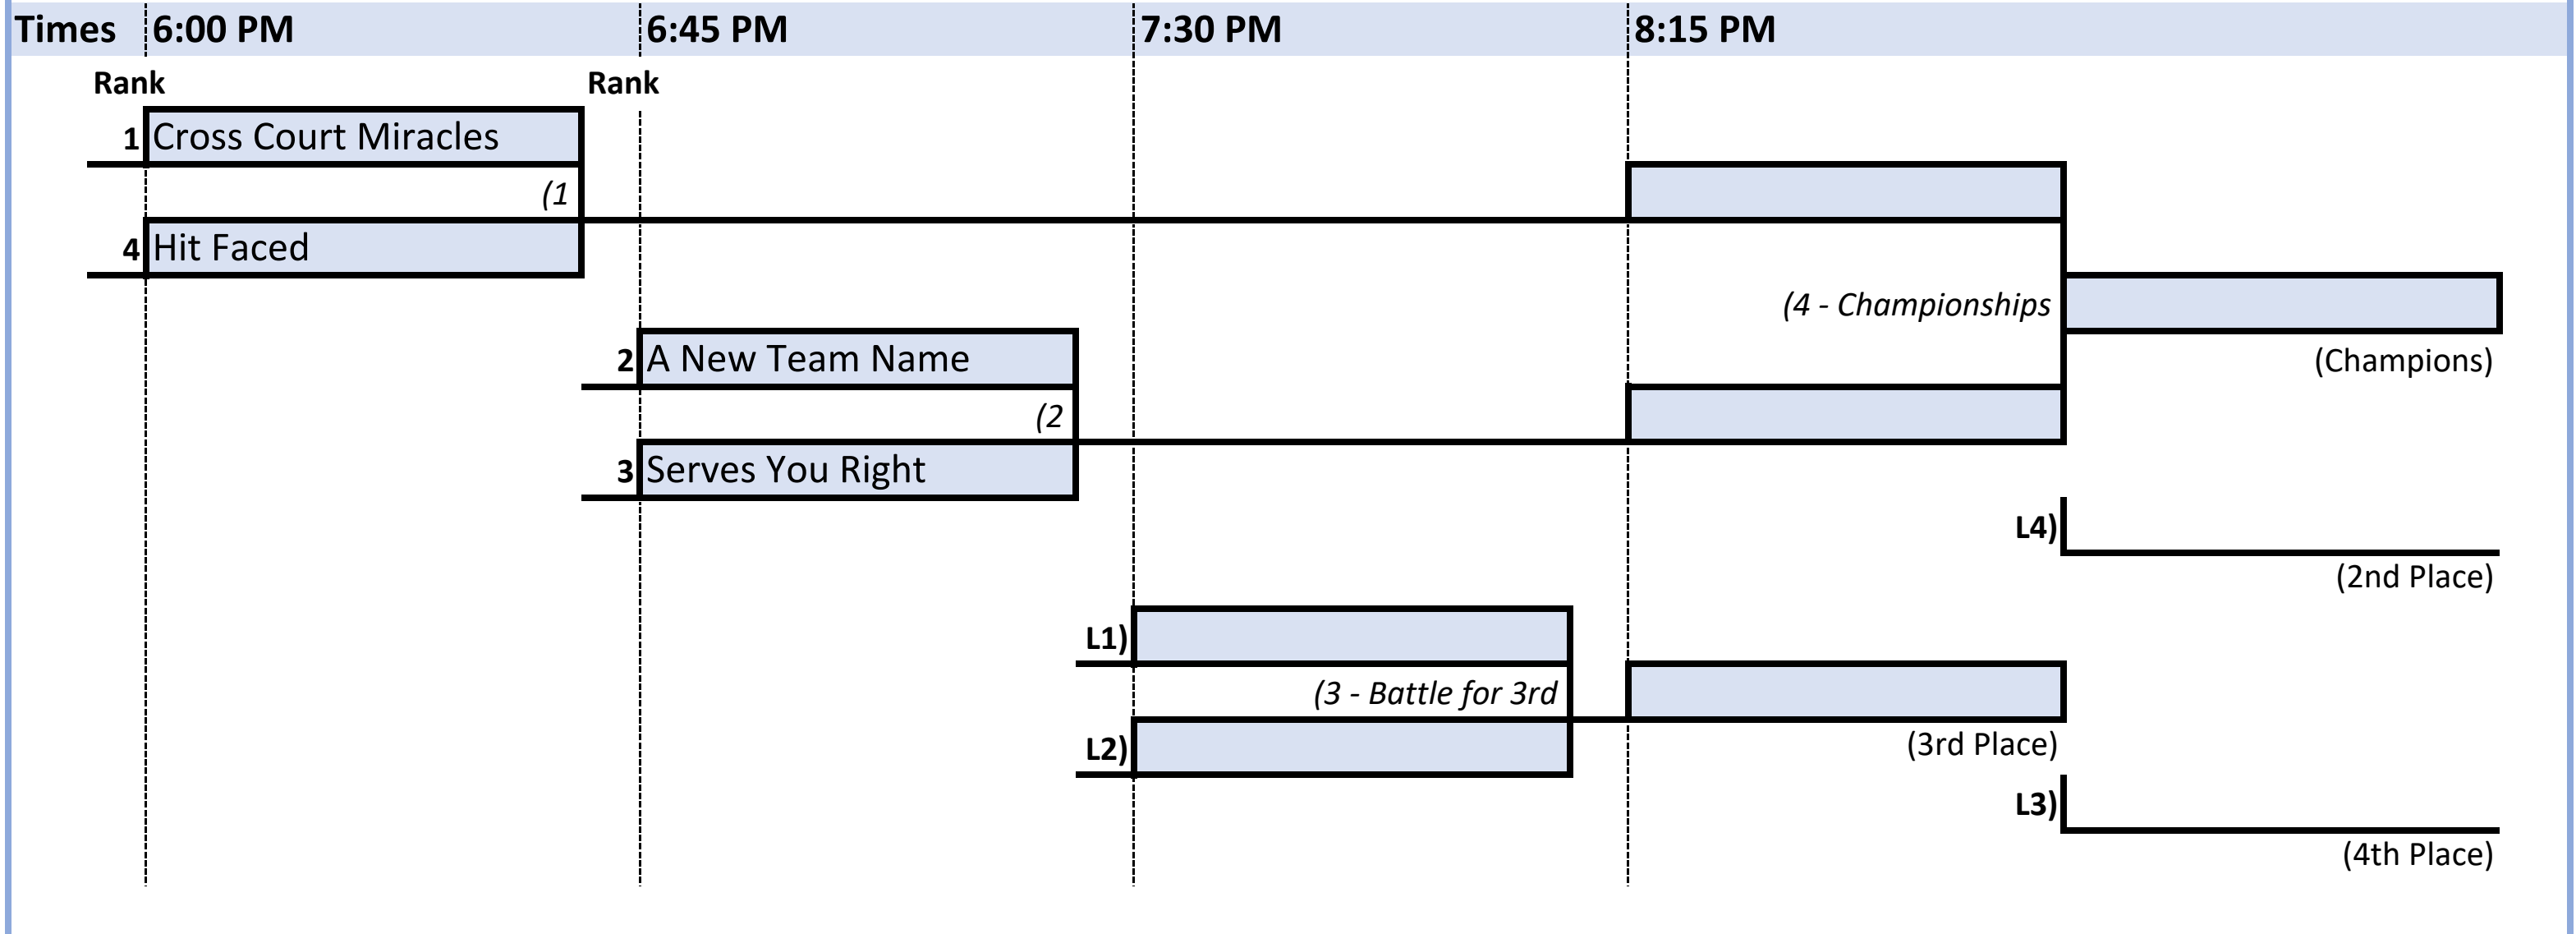 Times 6:00 PM 6:45 PM 7:30 PM 8:15 PM
Rank Rank
1 Cross Court Miracles
(1
4 Hit Faced
(4 - Championships
2 A New Team Name
(Champions)
(2
3 Serves You Right
L4)
(2nd Place)
L1)
(3 - Battle for 3rd
L2)
(3rd Place)
L3)
(4th Place)